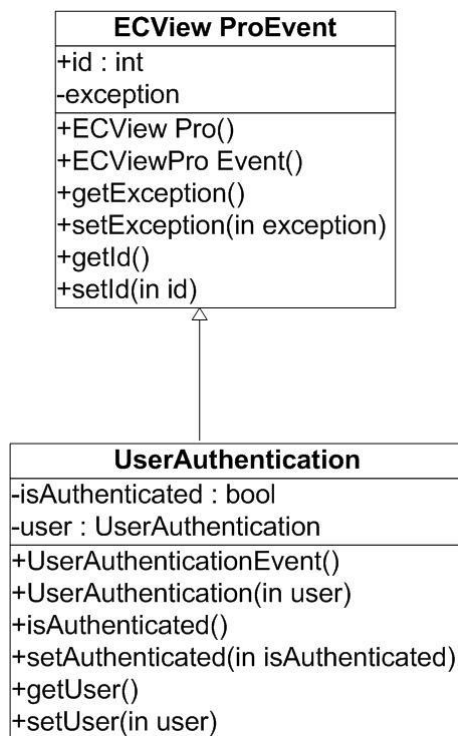 ECView ProEvent
+id : int
-exception
+ECView Pro()
+ECViewPro Event()
+getException()
+setException(in exception)
+getId()
+setId(in id)
UserAuthentication
-isAuthenticated : bool
-user : UserAuthentication
+UserAuthenticationEvent()
+UserAuthentication(in user)
+isAuthenticated()
+setAuthenticated(in isAuthenticated)
+getUser()
+setUser(in user)